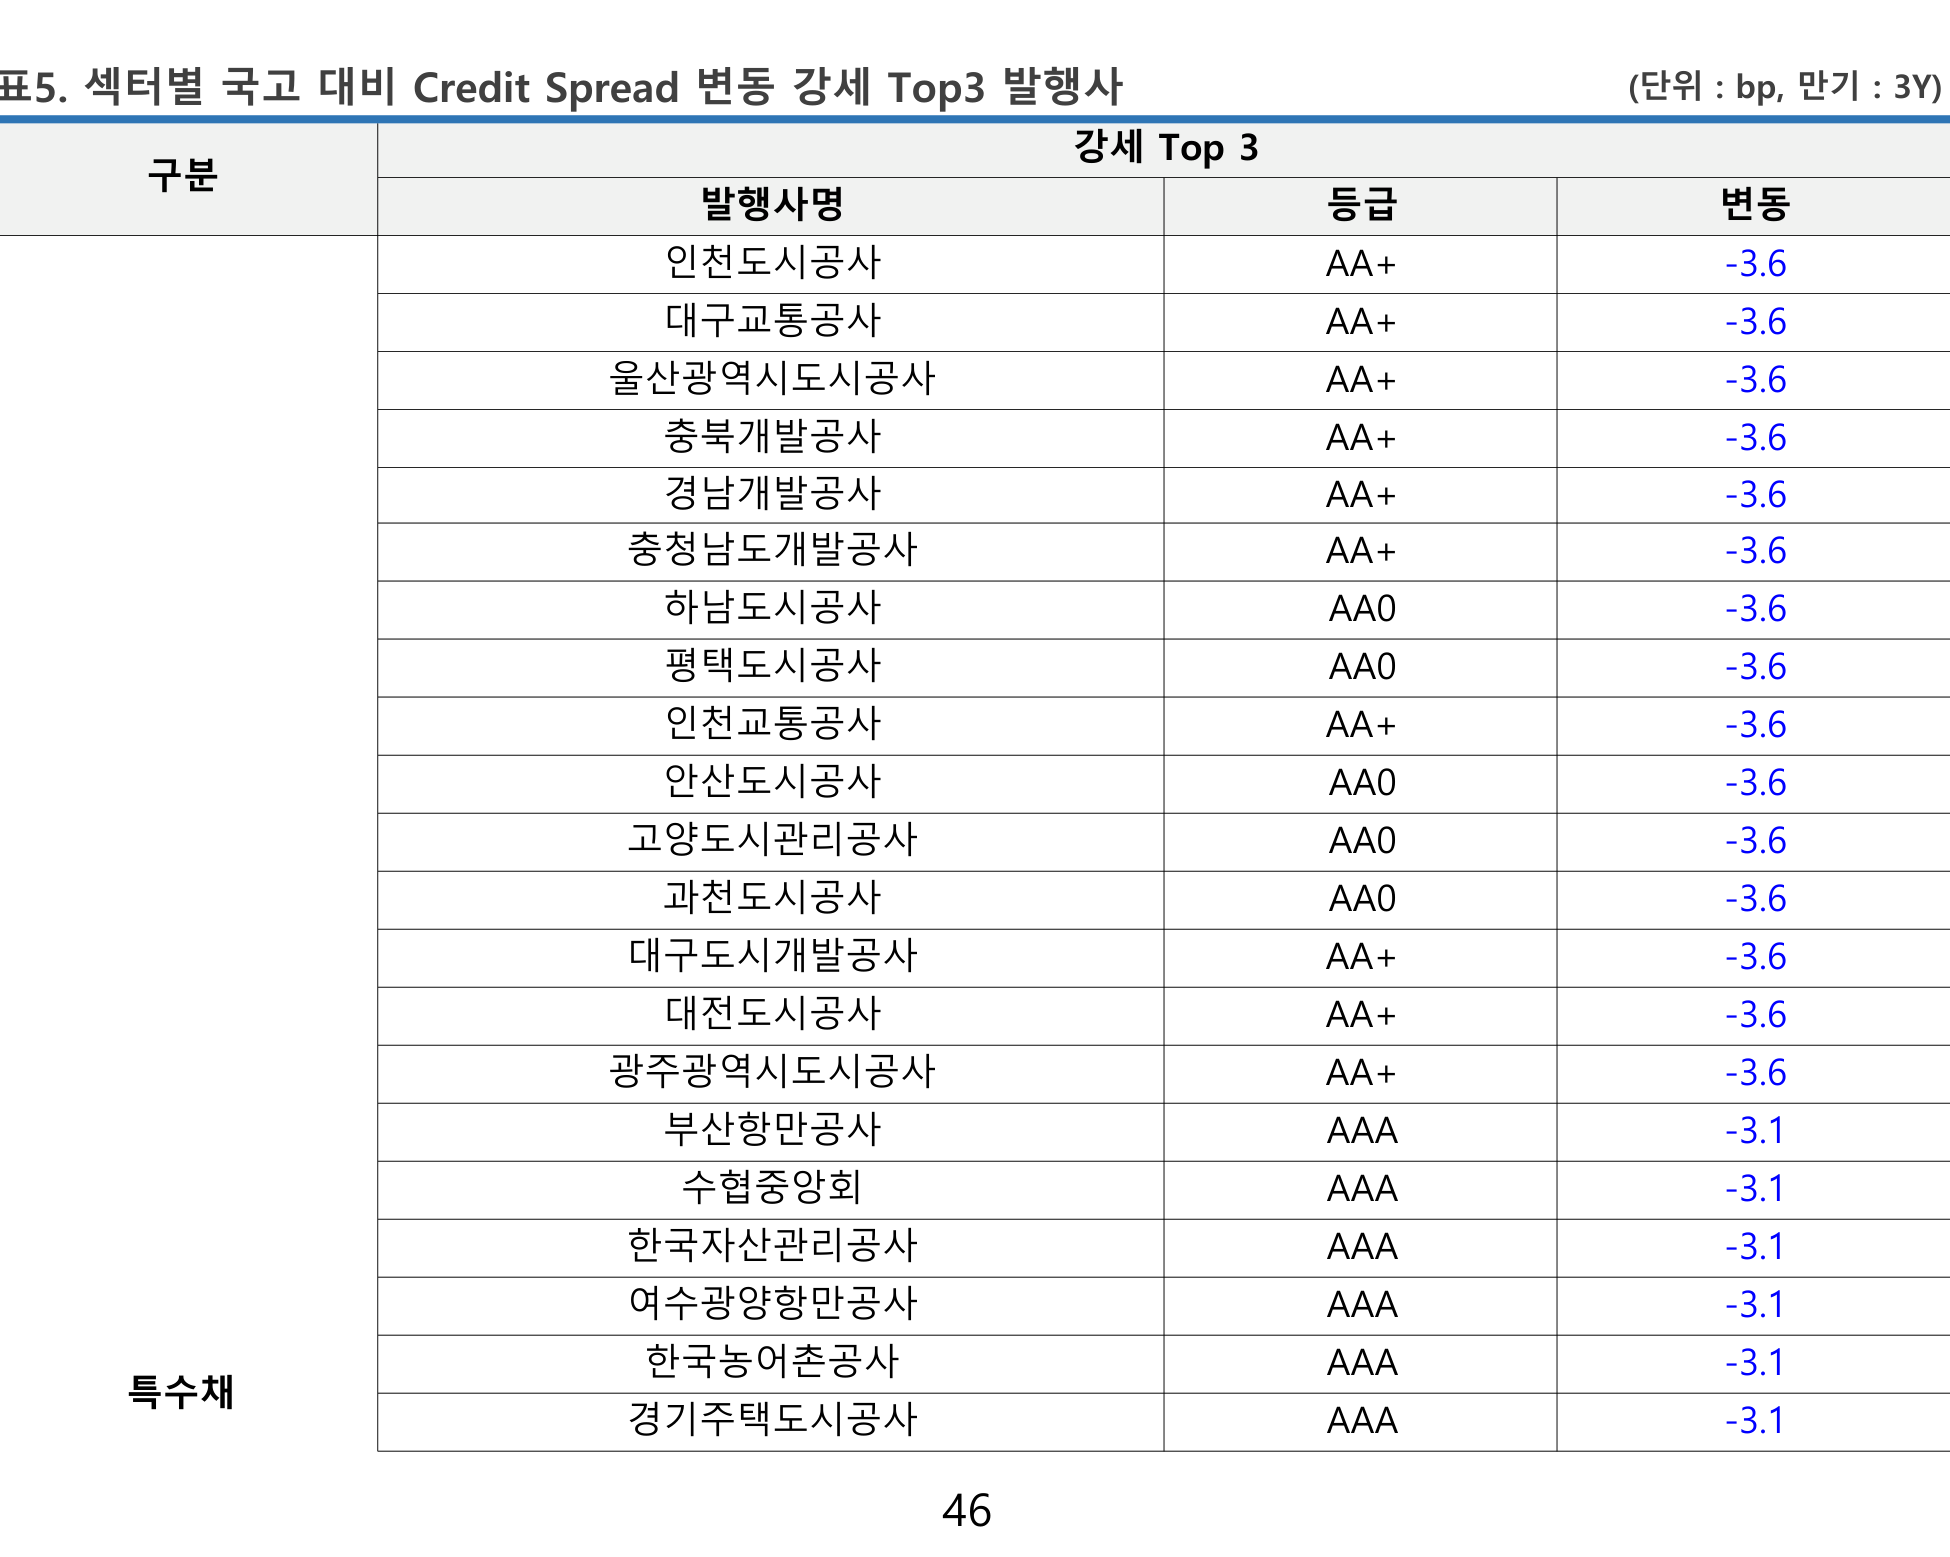 표5. 섹터별 국고 대비 Credit Spread 변동 강세 Top3 발행사 (단위 : bp, 만기 : 3Y)
구분 강세 Top 3
발행사명 등급 변동
인천도시공사 AA+ -3.6
대구교통공사 AA+ -3.6
울산광역시도시공사 AA+ -3.6
충북개발공사 AA+ -3.6
경남개발공사 AA+ -3.6
충청남도개발공사 AA+ -3.6
하남도시공사 AA0 -3.6
평택도시공사 AA0 -3.6
인천교통공사 AA+ -3.6
안산도시공사 AA0 -3.6
고양도시관리공사 AA0 -3.6
과천도시공사 AA0 -3.6
대구도시개발공사 AA+ -3.6
대전도시공사 AA+ -3.6
광주광역시도시공사 AA+ -3.6
부산항만공사 AAA -3.1
수협중앙회 AAA -3.1
한국자산관리공사 AAA -3.1
여수광양항만공사 AAA -3.1
한국농어촌공사 AAA -3.1
특수채
경기주택도시공사 AAA -3.1
46